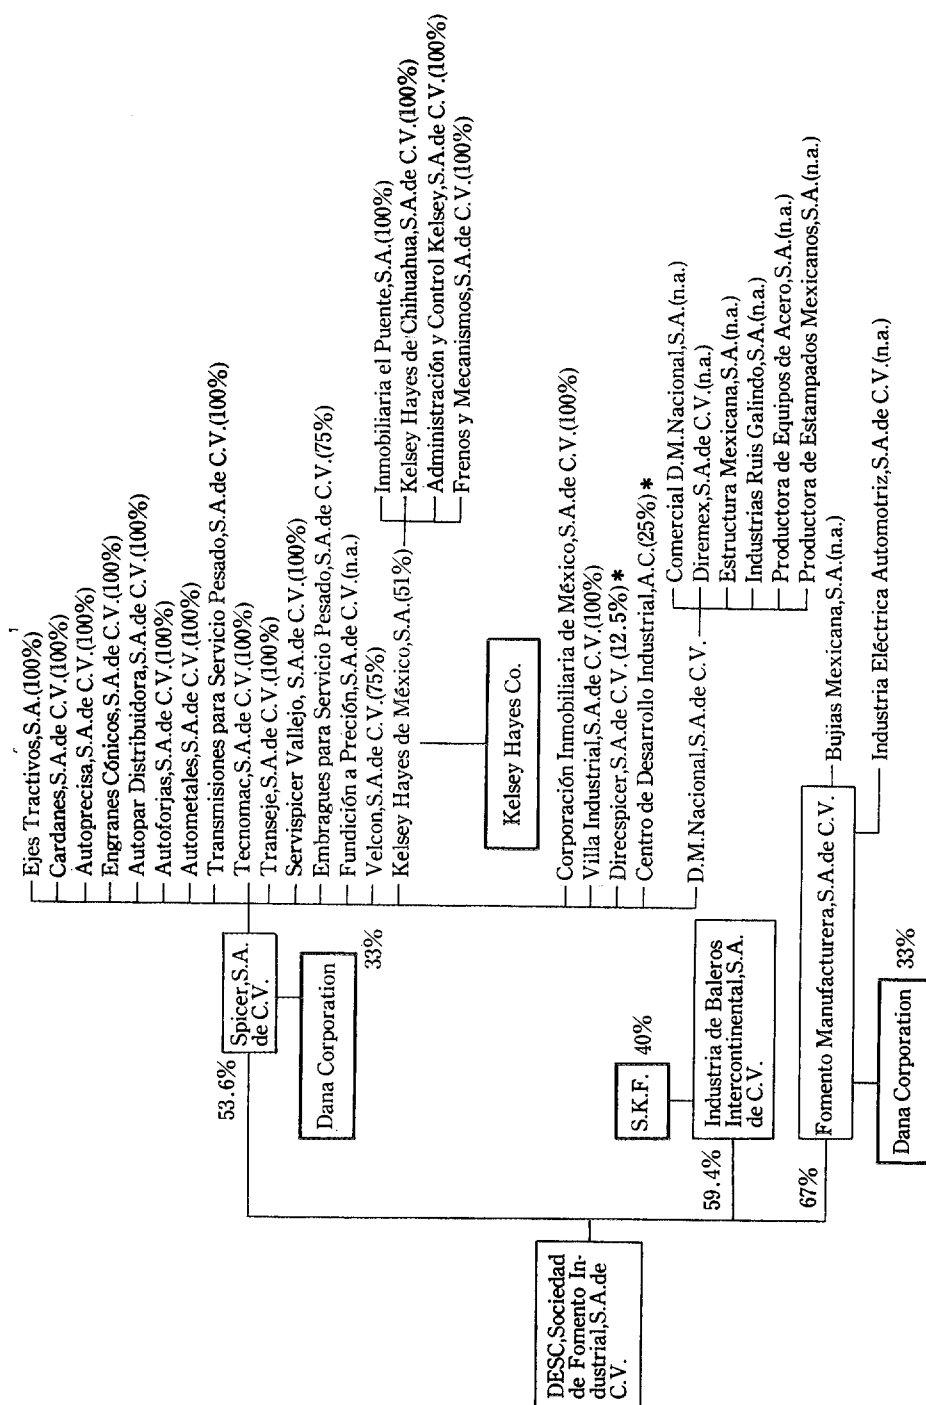 DESC,Sociedad
de Fomento In-
dustrial,S.A.de
C.V.
53.6%
Spicer,S.A.
de C.V.
Dana Corporation
33%
Ejes Tractivos,S.A.(100%)
Cardanes,S.A.de C.V.(100%)
Autoprecisa,S.A.de C.V.(100%)
Engranes Cónicos,S.A.de C.V.(100%)
Autopar Distribuidora,S.A.de C.V.(100%)
Autoforjas,S.A.de C.V.(100%)
Autometales,S.A.de C.V.(100%)
Transmisiones para Servicio Pesado,S.A.de C.V.(100%)
Tecnomac,S.A.de C.V.(100%)
Transeje,S.A.de C.V.(100%)
Servispicer Vallejo, S.A.de C.V.(100%)
Embragues para Servicio Pesado,S.A.de C.V.(75%)
Fundición a Preción,S.A.de C.V.(n.a.)
Velcon,S.A.de C.V.(75%)
Kelsey Hayes de México,S.A.(51%)
Inmobiliaria el Puente,S.A.(100%)
Kelsey Hayes de Chihuahua,S.A.de C.V.(100%)
Administración y Control Kelsey,S.A.de C.V.(100%)
Frenos y Mecanismos,S.A.de C.V.(100%)
Kelsey Hayes Co.
Corporación Inmobiliaria de México,S.A.de C.V.(100%)
Villa Industrial,S.A.de C.V.(100%)
Direcspicer,S.A.de C.V. (12.5%)*
Centro de Desarrollo Industrial,A.C.(25%)*
D.M.Nacional,S.A.de C.V.
Comercial D.M.Nacional,S.A.(n.a.)
Diremex,S.A.de C.V.(n.a.)
Estructura Mexicana,S.A.(n.a.)
Industrias Ruis Galindo,S.A.(n.a.)
Productora de Equipos de Acero,S.A.(n.a.)
Productora de Estampados Mexicanos,S.A.(n.a.)
S.K.F.
40%
59.4%
Industria de Baleros
Intercontinental,S.A.
de C.V.
67%
Fomento Manufacturera,S.A.de C.V.
Bujias Mexicana,S.A.(n.a.)
Industria Eléctrica Automotriz,S.A.de C.V.(n.a.)
Dana Corporation
33%